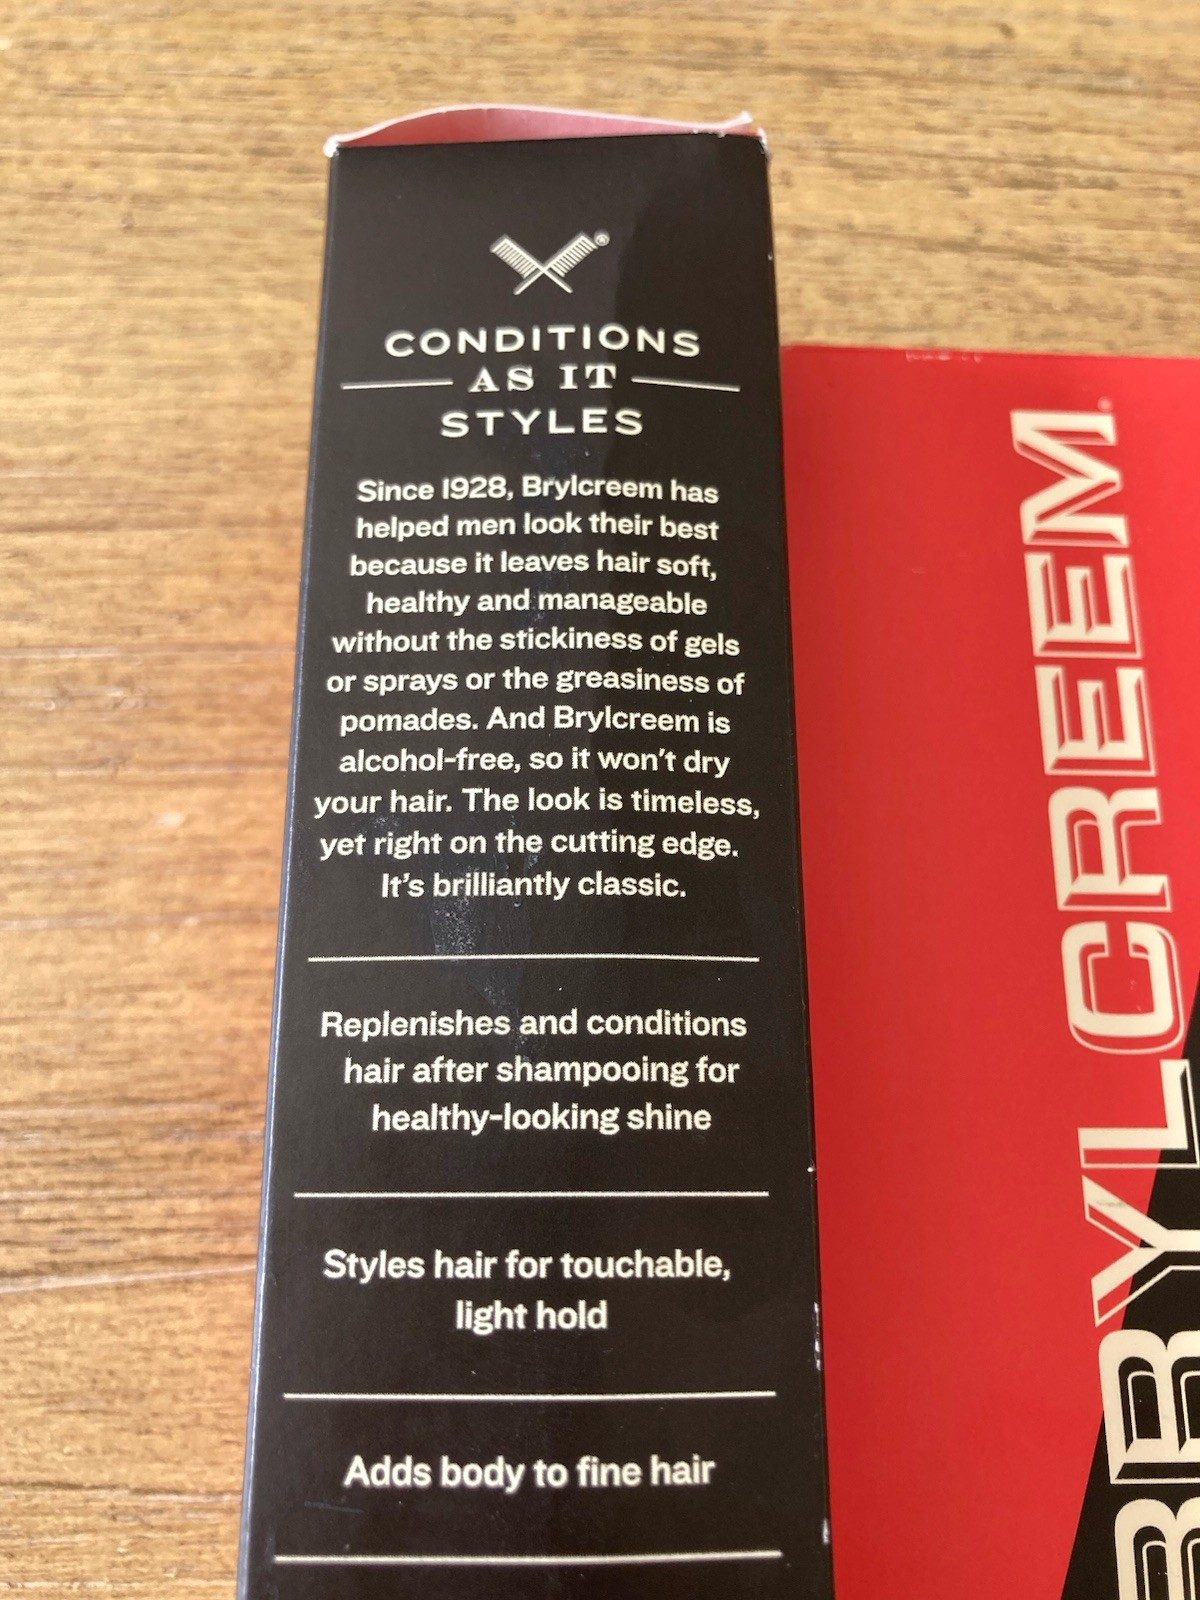 CONDITIONS
AS IT
STYLES
Since 1928, Brylcreem has
helped men look their best
because it leaves hair soft,
healthy and manageable
without the stickiness of gels
or sprays or the greasiness of
pomades. And Brylcreem is
alcohol-free, so it won't dry
your hair. The look is timeless,
yet right on the cutting edge.
It's brilliantly classic.
Replenishes and conditions
hair after shampooing for
healthy-looking shine
Styles hair for touchable,
light hold
Adds body to fine hair
BRYLCREEM